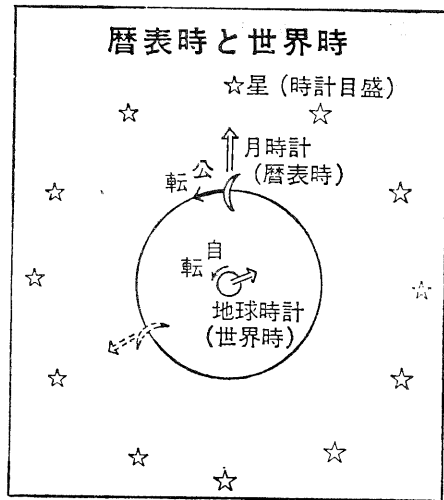 暦表時と世界時
☆星(時計目盛)
月時計
(暦表時)
公転
自転
地球時計
(世界時)